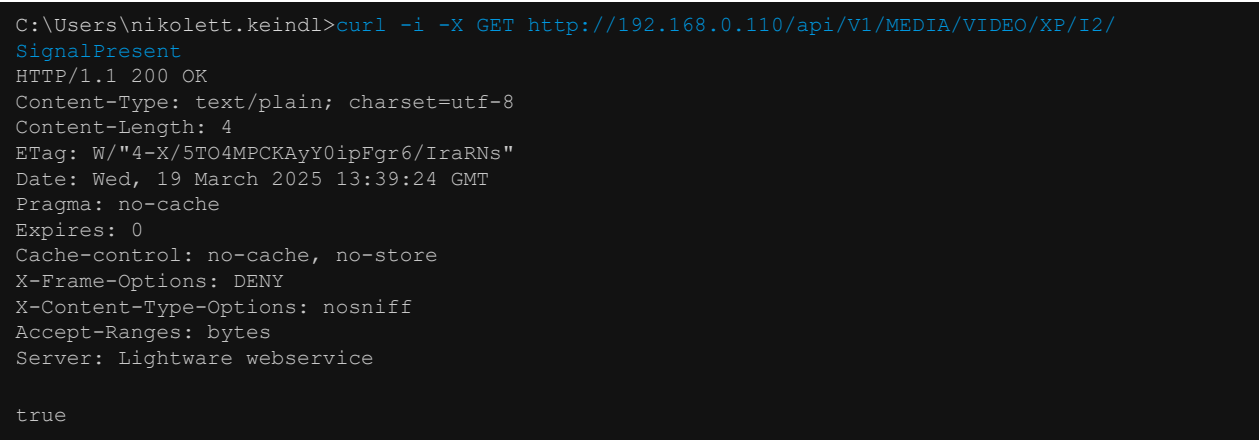 C:\Users\nikolett.keindl>curl -i -X GET http://192.168.0.110/api/V1/MEDIA/VIDEO/XP/I2/
SignalPresent
HTTP/1.1 200 OK
Content-Type: text/plain; charset=utf-8
Content-Length: 4
ETag: W/"4-X/5TO4MPCKAyY0ipFgr6/IraRNs"
Date: Wed, 19 March 2025 13:39:24 GMT
Pragma: no-cache
Expires: 0
Cache-control: no-cache, no-store
X-Frame-Options: DENY
X-Content-Type-Options: nosniff
Accept-Ranges: bytes
Server: Lightware webservice
true